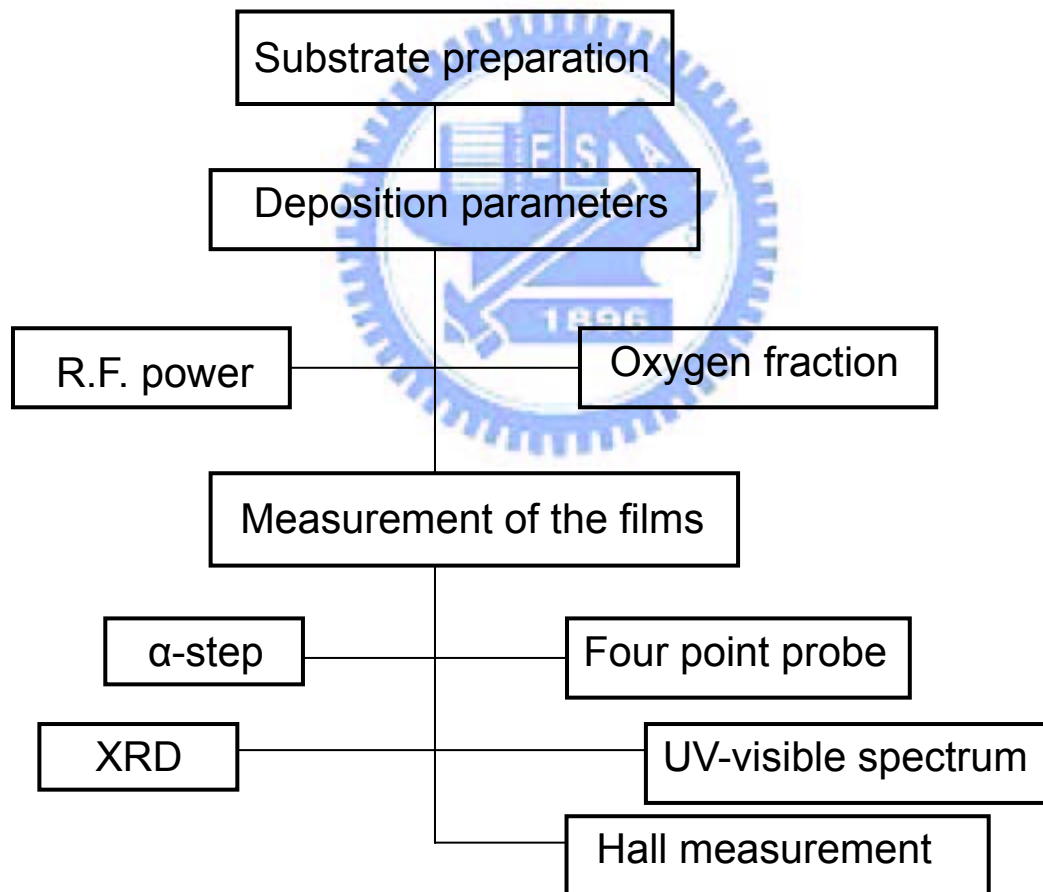 Substrate preparation
E S A
Deposition parameters
1896
R.F. power
Oxygen fraction
Measurement of the films
α-step
Four point probe
XRD
UV-visible spectrum
Hall measurement